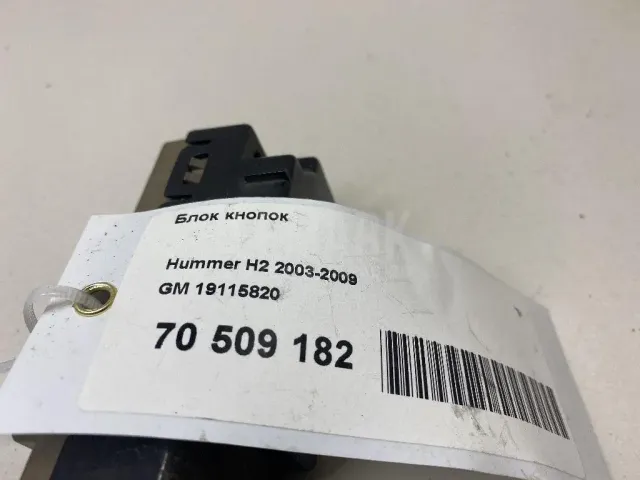 Блок кнопок
Hummer H2 2003-2009
GM 19115820
70 509 182